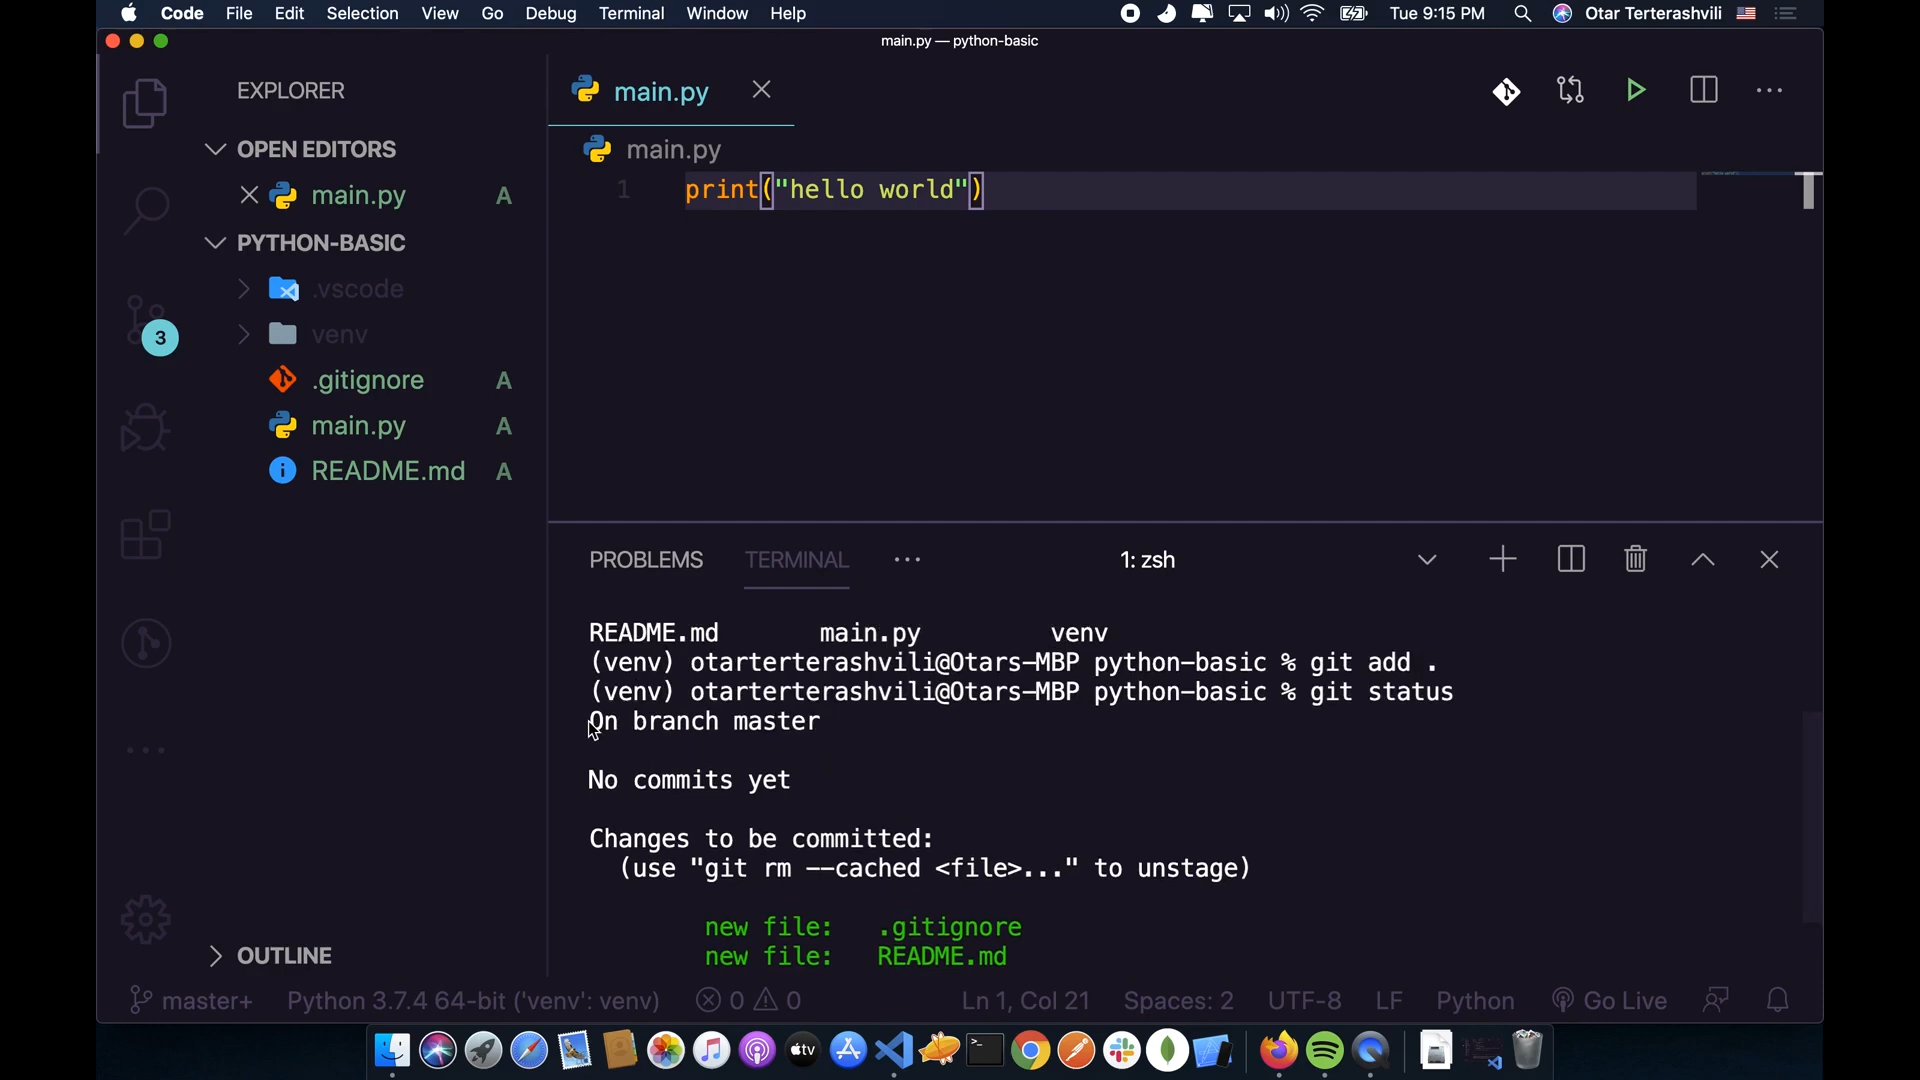 Code File Edit Selection View Go Debug Terminal Window Help Tue 9:15 PM Otar Terterashvili
main.py — python-basic
EXPLORER
OPEN EDITORS
main.py A
PYTHON-BASIC
.vscode
venv
.gitignore A
main.py A
README.md A
3
OUTLINE
main.py
main.py
1 print("hello world")
PROBLEMS TERMINAL ... 1: zsh
README.md main.py venv
(venv) otarterterashvili@Otars-MBP python-basic % git add .
(venv) otarterterashvili@Otars-MBP python-basic % git status
On branch master
No commits yet
Changes to be committed:
(use "git rm --cached <file>..." to unstage)
new file: .gitignore
new file: README.md
master+ Python 3.7.4 64-bit ('venv': venv) 0 0 Ln 1, Col 21 Spaces: 2 UTF-8 LF Python Go Live
tv